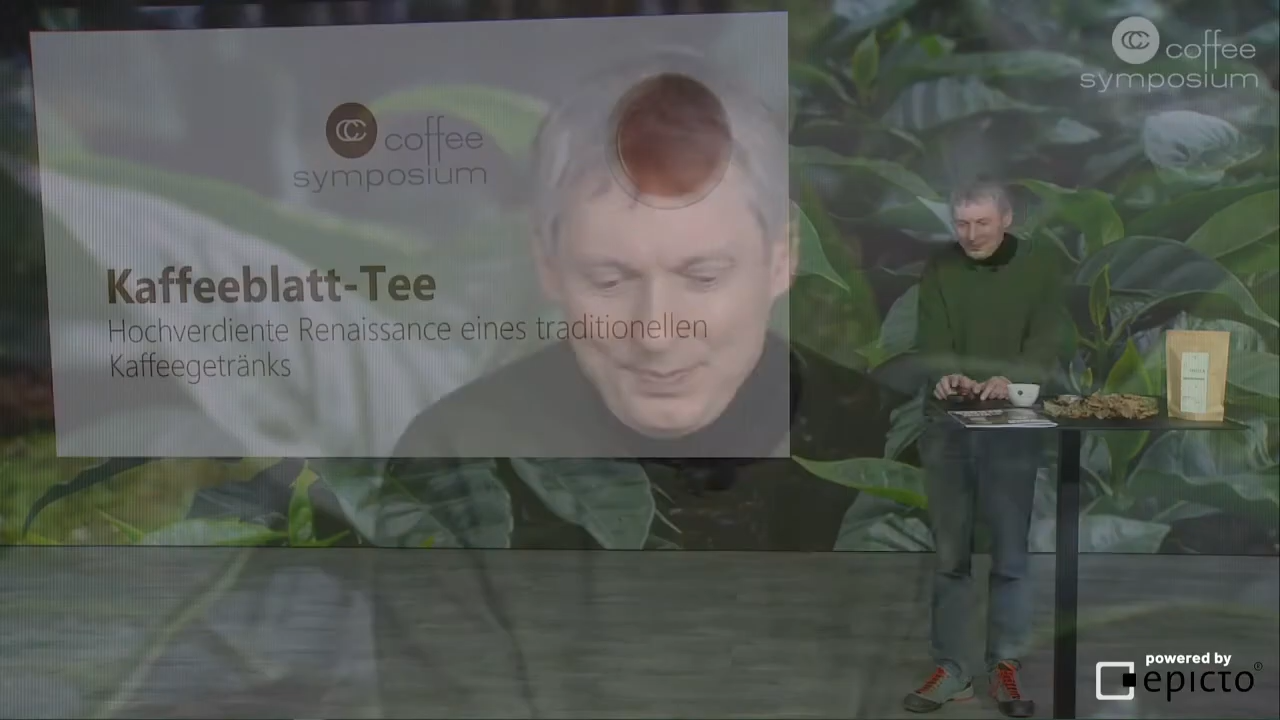 coffee
symposium
Kaffeeblatt-Tee
Hochverdiente Renaissance eines traditionellen
Kaffeegetränks
coffee
symposium
powered by
epicto®